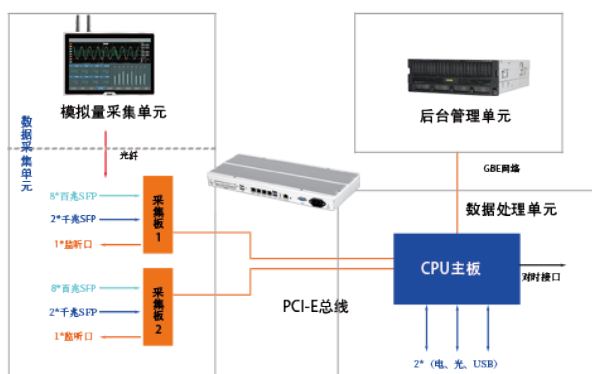 模拟量采集单元
后台管理单元
数据采集单元
光纤
GBE网络
8*百兆SFP
2*千兆SFP
1*监听口
采集板1
数据处理单元
CPU主板
对时接口
8*百兆SFP
2*千兆SFP
1*监听口
采集板2
PCI-E总线
2*（电、光、USB）